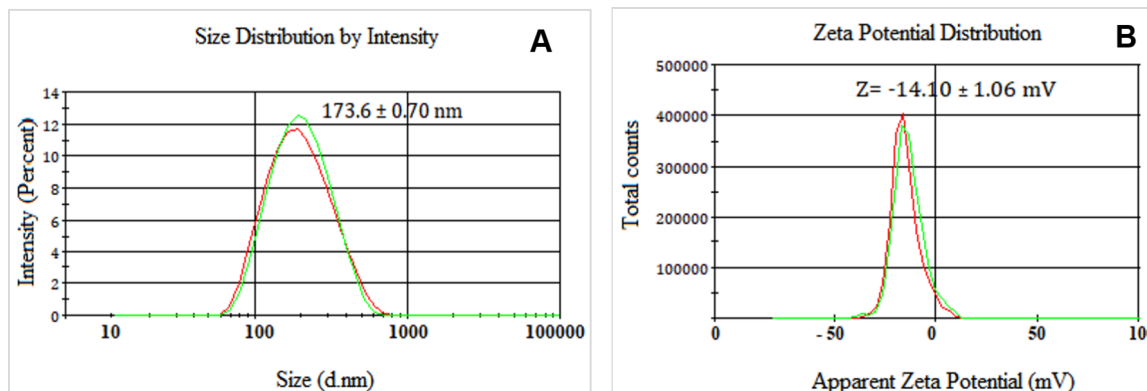 Size Distribution by Intensity
A
173.6 ± 0.70 nm
Intensity (Percent)
14
12
10
8
6
4
2
0
10
100
1000
100000
Size (d.nm)
Zeta Potential Distribution
B
Z= -14.10 ± 1.06 mV
Total counts
500000
400000
300000
200000
100000
0
-50
0
50
10
Apparent Zeta Potential (mV)